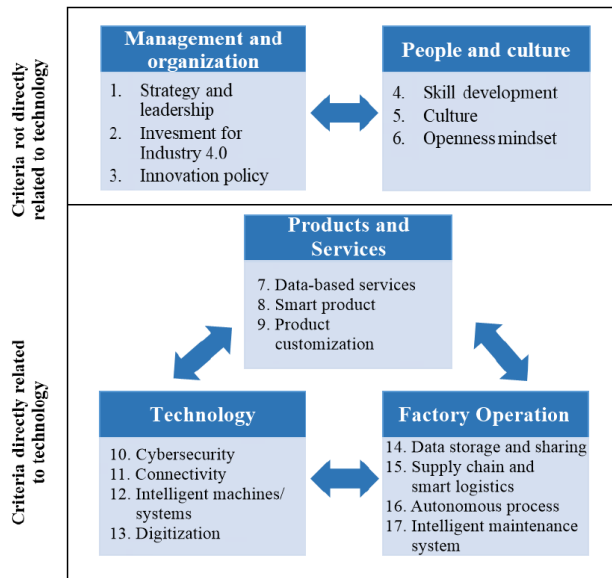 Criteria rot directly
related to technology
Management and
organization
1. Strategy and
leadership
2. Invesment for
Industry 4.0
3. Innovation policy
People and culture
4. Skill development
5. Culture
6. Openness mindset
Criteria directly related
to technology
Products and
Services
7. Data-based services
8. Smart product
9. Product
customization
Technology
10. Cybersecurity
11. Connectivity
12. Intelligent machines/
systems
13. Digitization
Factory Operation
14. Data storage and sharing
15. Supply chain and
smart logistics
16. Autonomous process
17. Intelligent maintenance
system